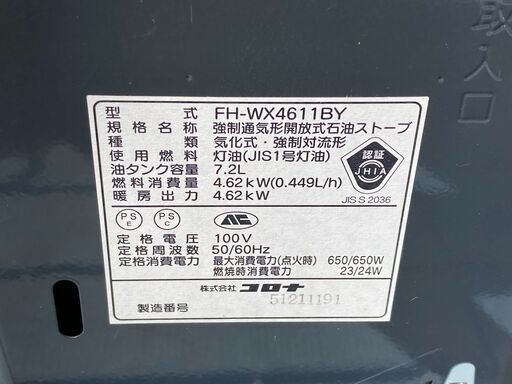 取入口
型式 FH-WX4611BY
規格名称 強制通気形開放式石油ストーブ
種類 気化式・強制対流形
使用燃料 灯油(JIS1号灯油)
油タンク容量 7.2L
燃料消費量 4.62kW(0.449L/h)
暖房出力 4.62kW
認証
JHIA
JIS S 2036
PS E
PS C
定格電圧 100V
定格周波数 50/60Hz
定格消費電力 最大消費電力(点火時) 650/650W
燃焼時消費電力 23/24W
株式会社 コロナ
製造番号 51211191